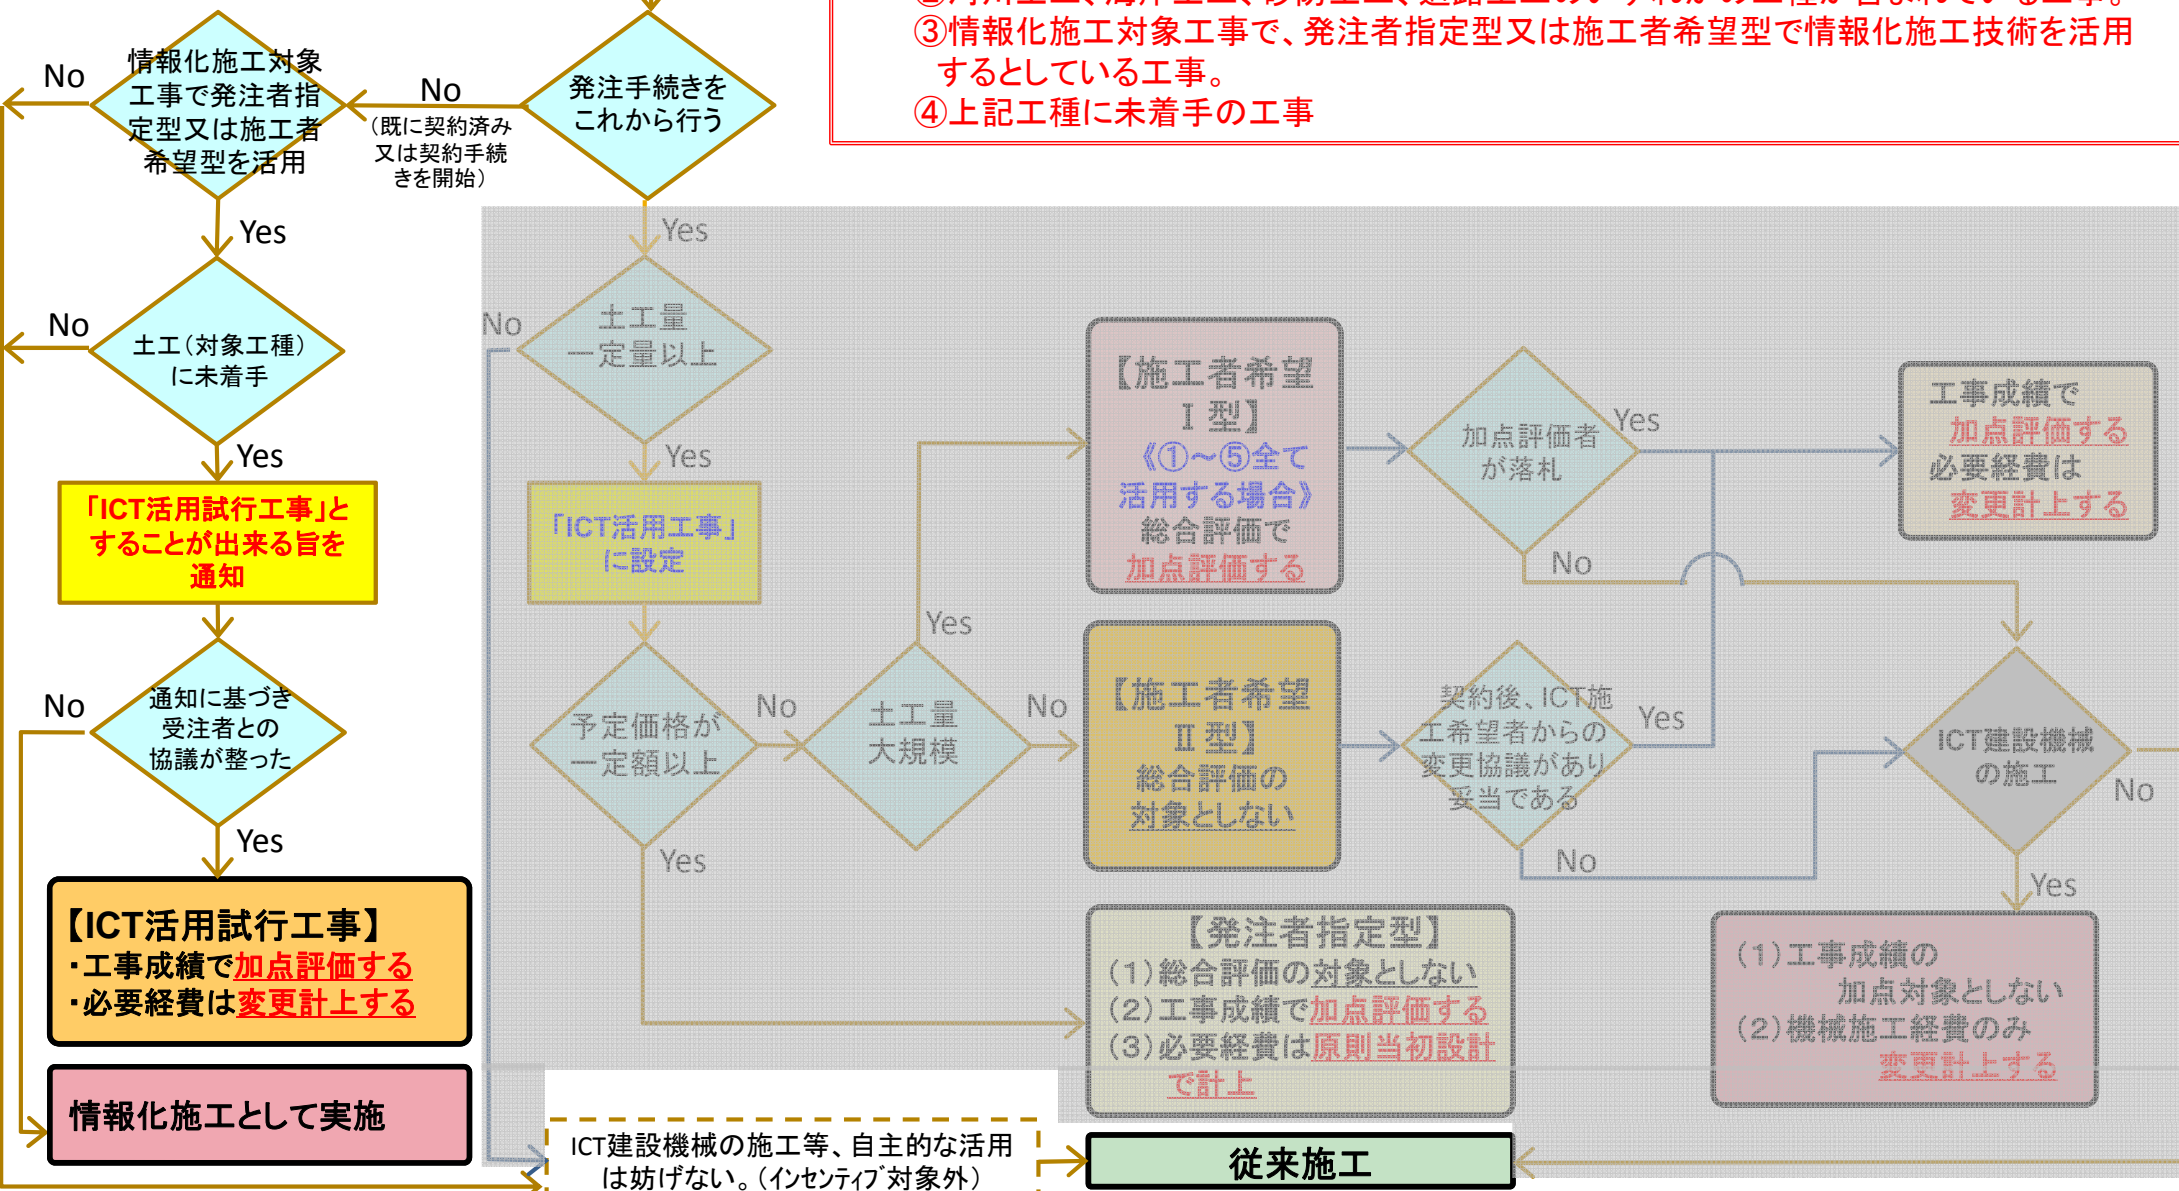 ③情報化施工対象工事で、発注者指定型又は施工者希望型で情報化施工技術を活用
するとしている工事。
④上記工種に未着手の工事
情報化施工対象
工事で発注者指
定型又は施工者
希望型を活用
No
No
(既に契約済み
又は契約手続
きを開始)
発注手続きを
これから行う
Yes
土工(対象工種)
に未着手
No
Yes
「ICT活用試行工事」と
することが出来る旨を
通知
通知に基づき
受注者との
協議が整った
No
Yes
【ICT活用試行工事】
・工事成績で加点評価する
・必要経費は変更計上する
情報化施工として実施
Yes
土工量
一定量以上
No
Yes
「ICT活用工事」
に設定
予定価格が
一定額以上
No
Yes
土工量
大規模
Yes
No
【施工者希望
Ⅰ型】
《①～⑤全て
活用する場合》
総合評価で
加点評価する
【施工者希望
Ⅱ型】
総合評価の
対象としない
【発注者指定型】
(1)総合評価の対象としない
(2)工事成績で加点評価する
(3)必要経費は原則当初設計
で計上
加点評価者
が落札
Yes
No
契約後、ICT施
工希望者からの
変更協議があり
妥当である
Yes
No
工事成績で
加点評価する
必要経費は
変更計上する
ICT建設機械
の施工
No
Yes
(1)工事成績の
加点対象としない
(2)機械施工経費のみ
変更計上する
ICT建設機械の施工等、自主的な活用
は妨げない。(インセンティブ対象外)
従来施工